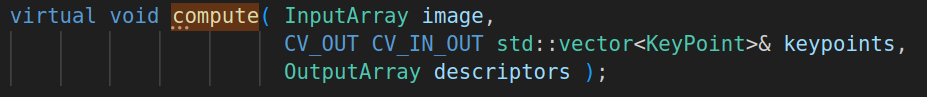 virtual void compute( InputArray image,
CV_OUT CV_IN_OUT std::vector<KeyPoint>& keypoints,
OutputArray descriptors );